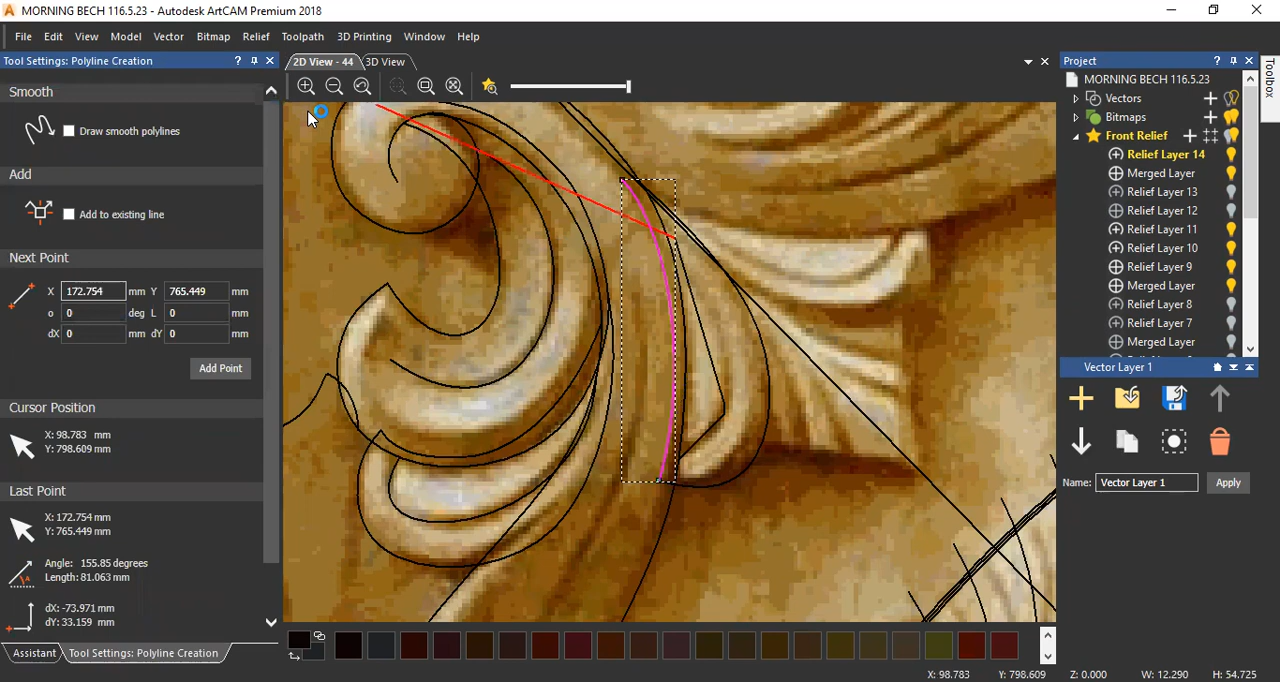 MORNING BECH 116.5.23 - Autodesk ArtCAM Premium 2018
File Edit View Model Vector Bitmap Relief Toolpath 3D Printing Window Help
Tool Settings: Polyline Creation ?
2D View - 44 3D View
Project ?
Toolbox
Smooth
Draw smooth polylines
Add
Add to existing line
Next Point
X 172.754 mm Y 765.449 mm
o 0 deg L 0 mm
dX 0 mm dY 0 mm
Add Point
Cursor Position
X: 98.783 mm
Y: 798.609 mm
Last Point
X: 172.754 mm
Y: 765.449 mm
Angle: 155.85 degrees
Length: 81.063 mm
dX: -73.971 mm
dY: 33.159 mm
Assistant Tool Settings: Polyline Creation
MORNING BECH 116.5.23
Vectors
Bitmaps
Front Relief
Relief Layer 14
Merged Layer
Relief Layer 13
Relief Layer 12
Relief Layer 11
Relief Layer 10
Relief Layer 9
Merged Layer
Relief Layer 8
Relief Layer 7
Merged Layer
Vector Layer 1
Name: Vector Layer 1 Apply
X: 98.783 Y: 798.609 Z: 0.000 W: 12.290 H: 54.725